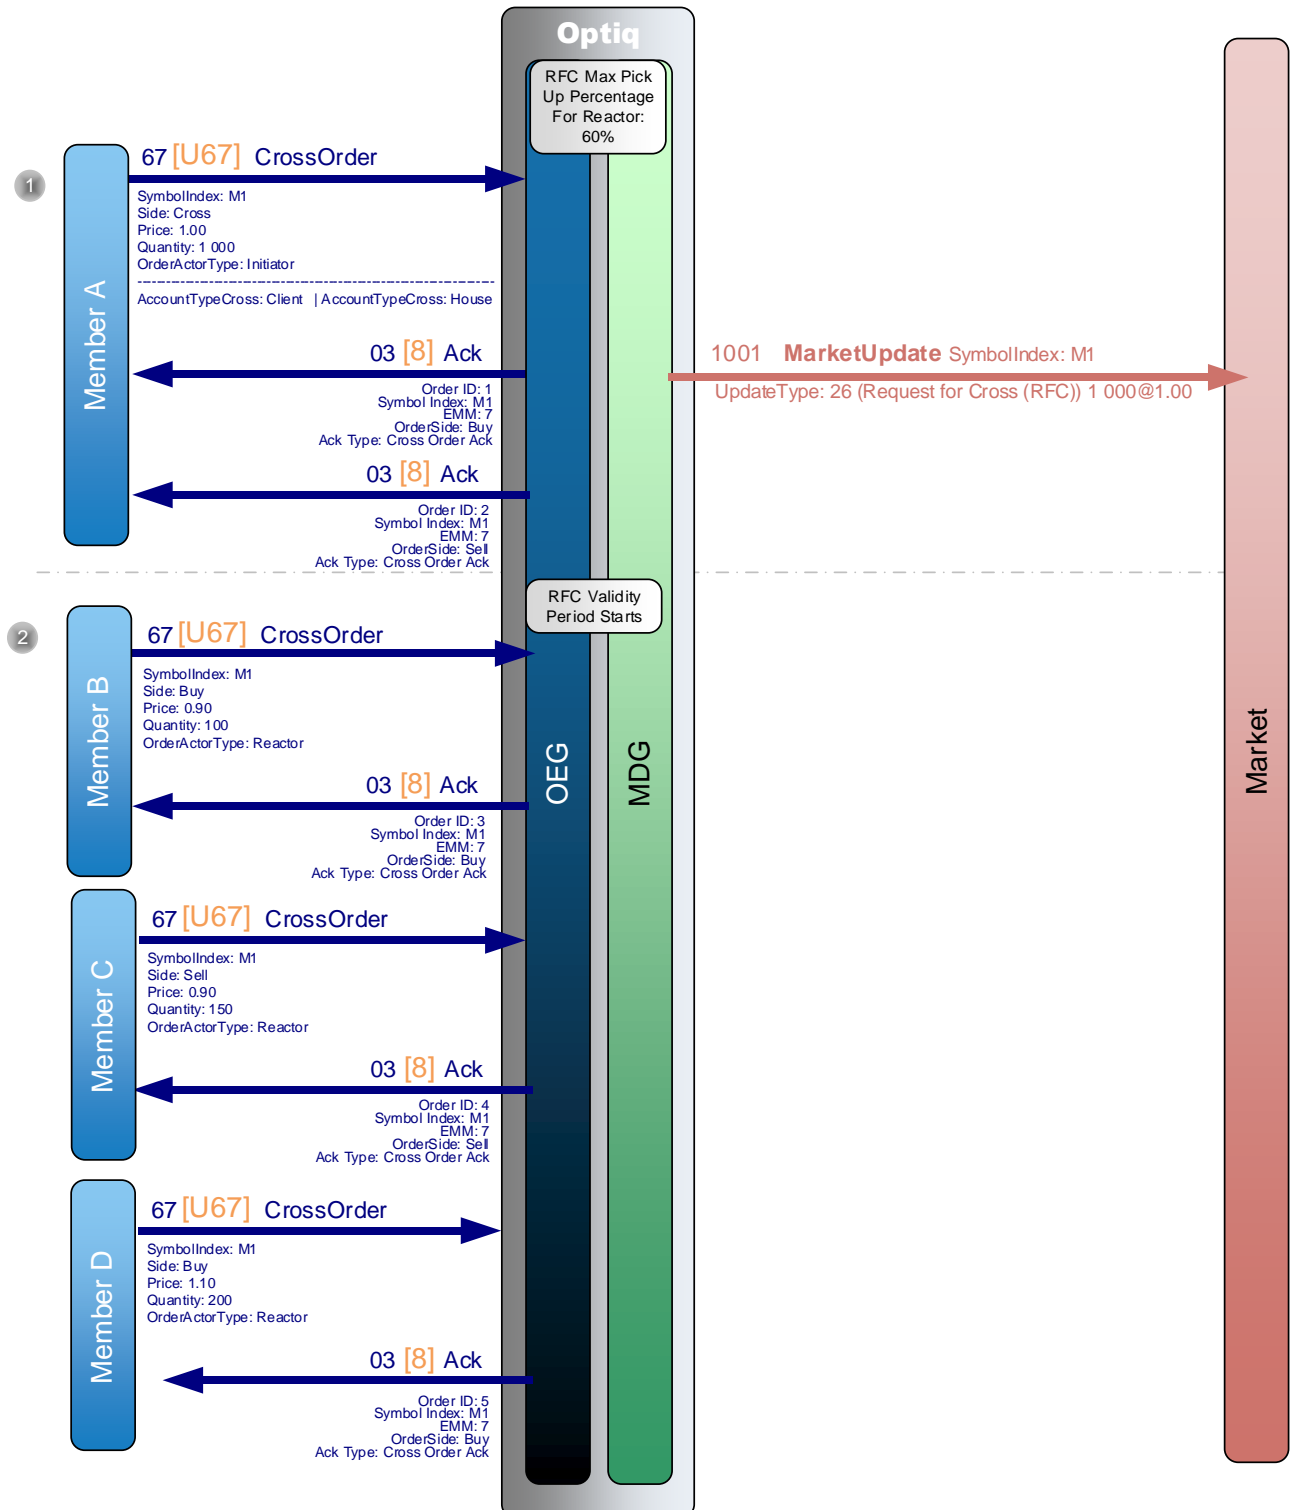 Optiq
RFC Max Pick
Up Percentage
For Reactor:
60%
1
Member A
67 [U67] CrossOrder
SymbolIndex: M1
Side: Cross
Price: 1.00
Quantity: 1 000
OrderActorType: Initiator
AccountTypeCross: Client | AccountTypeCross: House
03 [8] Ack
Order ID: 1
Symbol Index: M1
EMM: 7
OrderSide: Buy
Ack Type: Cross Order Ack
1001 MarketUpdate SymbolIndex: M1
UpdateType: 26 (Request for Cross (RFC)) 1 000@1.00
03 [8] Ack
Order ID: 2
Symbol Index: M1
EMM: 7
OrderSide: Sell
Ack Type: Cross Order Ack
RFC Validity
Period Starts
2
Member B
67 [U67] CrossOrder
SymbolIndex: M1
Side: Buy
Price: 0.90
Quantity: 100
OrderActorType: Reactor
03 [8] Ack
Order ID: 3
Symbol Index: M1
EMM: 7
OrderSide: Buy
Ack Type: Cross Order Ack
OEG
MDG
Market
Member C
67 [U67] CrossOrder
SymbolIndex: M1
Side: Sell
Price: 0.90
Quantity: 150
OrderActorType: Reactor
03 [8] Ack
Order ID: 4
Symbol Index: M1
EMM: 7
OrderSide: Sell
Ack Type: Cross Order Ack
Member D
67 [U67] CrossOrder
SymbolIndex: M1
Side: Buy
Price: 1.10
Quantity: 200
OrderActorType: Reactor
03 [8] Ack
Order ID: 5
Symbol Index: M1
EMM: 7
OrderSide: Buy
Ack Type: Cross Order Ack